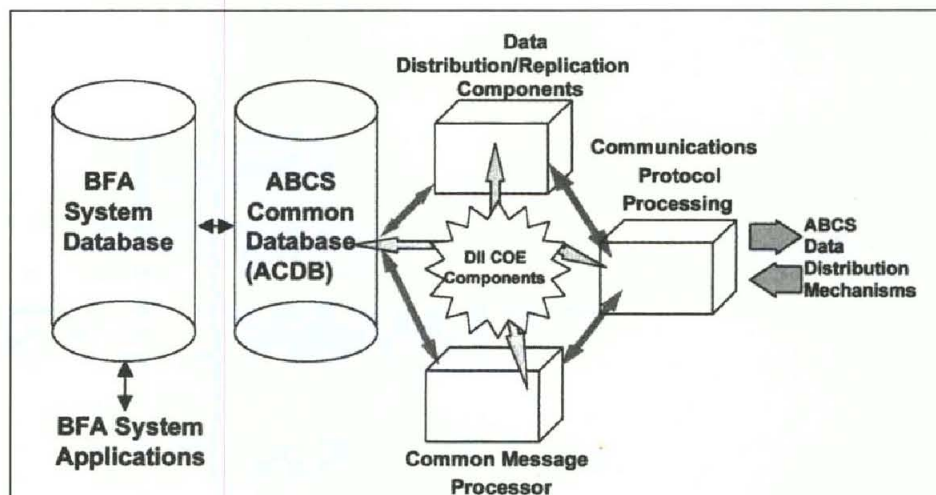 Data
Distribution/Replication
Components
BFA
System
Database
ABCS
Common
Database
(ACDB)
DII COE
Components
Communications
Protocol
Processing
ABCS
Data
Distribution
Mechanisms
BFA System
Applications
Common Message
Processor